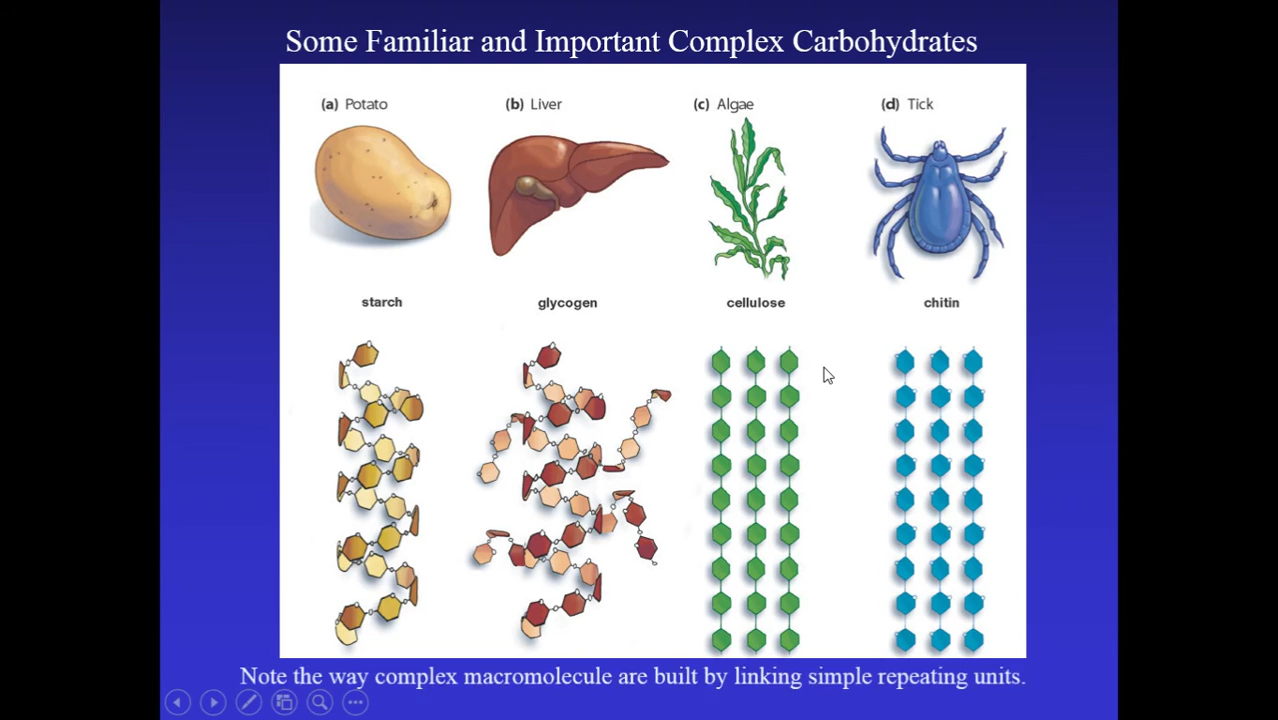 Some Familiar and Important Complex Carbohydrates
(a) Potato
(b) Liver
(c) Algae
(d) Tick
starch
glycogen
cellulose
chitin
Note the way complex macromolecule are built by linking simple repeating units.